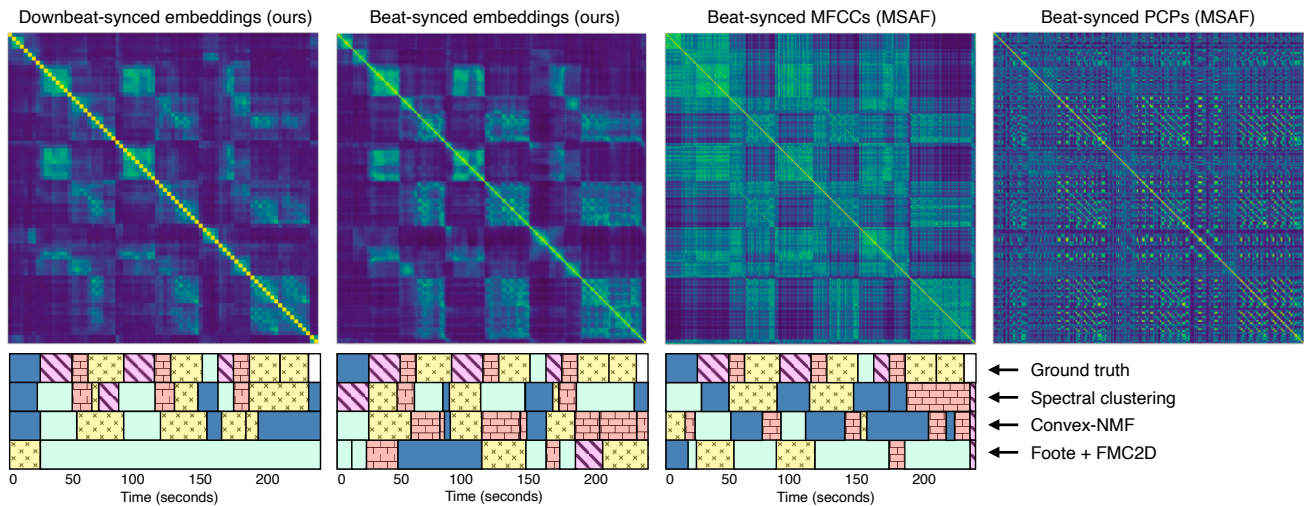 Downbeat-synced embeddings (ours)
Beat-synced embeddings (ours)
Beat-synced MFCCs (MSAF)
Beat-synced PCPs (MSAF)
Ground truth
Spectral clustering
Convex-NMF
Foote + FMC2D
0 50 100 150 200
0 50 100 150 200
0 50 100 150 200
Time (seconds)
Time (seconds)
Time (seconds)